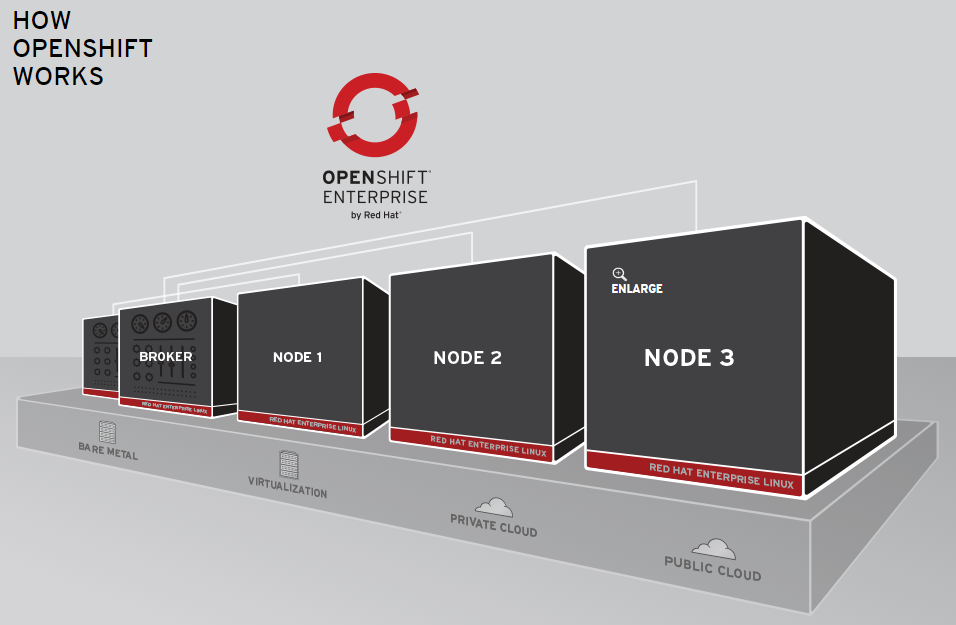 HOW
OPENSHIFT
WORKS
OPENSHIFT
ENTERPRISE
by Red Hat
ENLARGE
BROKER
NODE 1
NODE 2
NODE 3
RED HAT ENTERPRISE LINUX
RED HAT ENTERPRISE LINUX
RED HAT ENTERPRISE LINUX
RED HAT ENTERPRISE LINUX
BARE METAL
VIRTUALIZATION
PRIVATE CLOUD
PUBLIC CLOUD